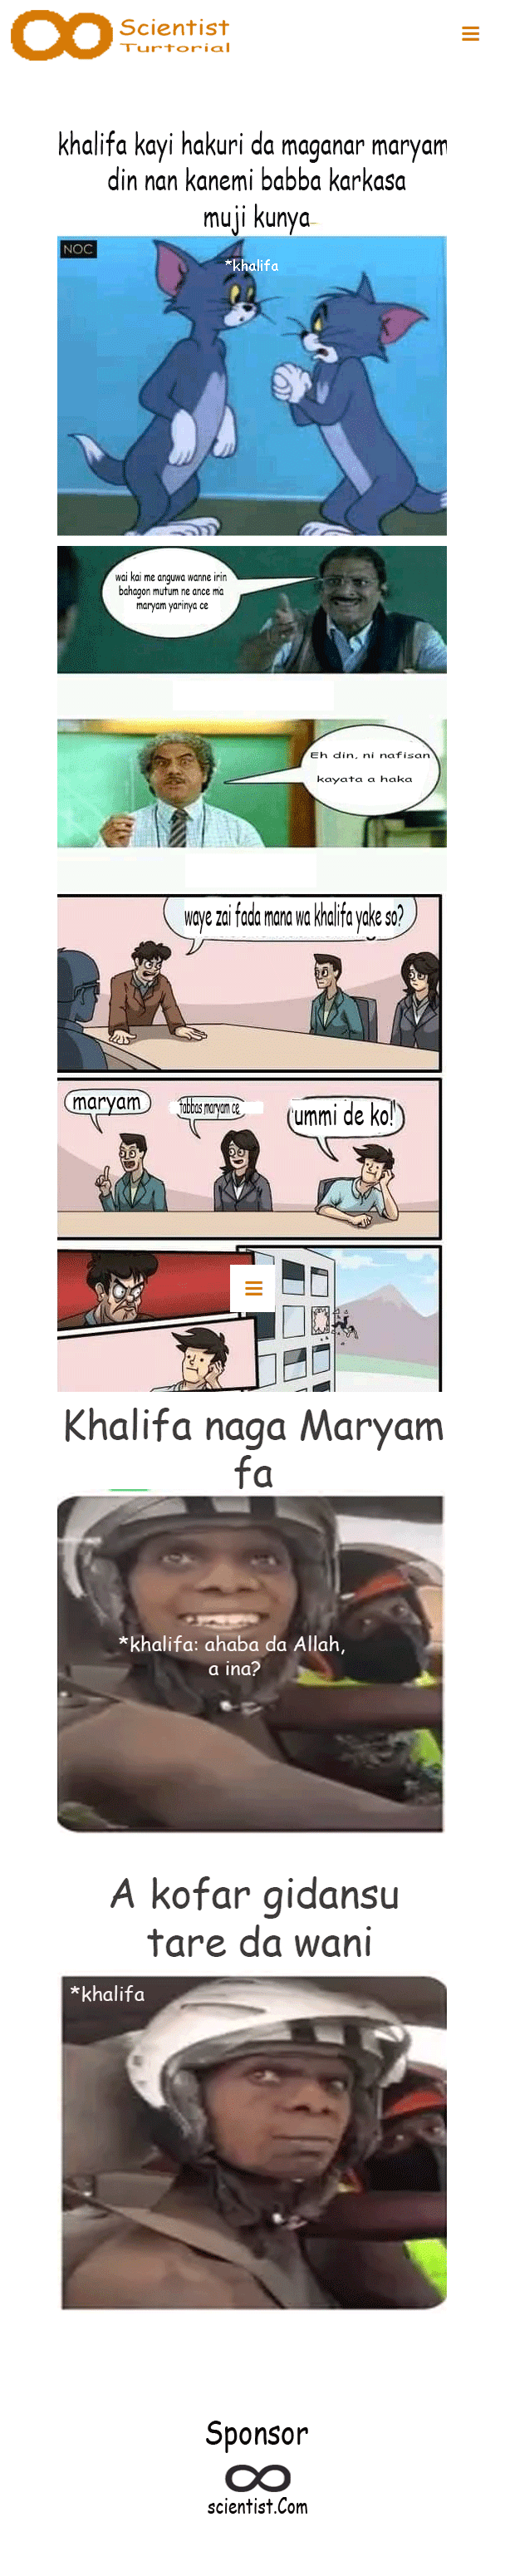 Scientist
Turtorial
khalifa kayi hakuri da maganar maryam
din nan kanemi babba karkasa
muji kunya
NOC
*khalifa
wai kai me anguwa wanne irin
bahagon mutum ne ance ma
maryam yarinya ce
Eh din, ni nafisan
kayata a haka
waye zai fada mana wa khalifa yake so?
maryam
tabbas maryam ce
ummi de ko!
Khalifa naga Maryam
fa
*khalifa: ahaba da Allah,
a ina?
A kofar gidansu
tare da wani
*khalifa
Sponsor
scientist.Com